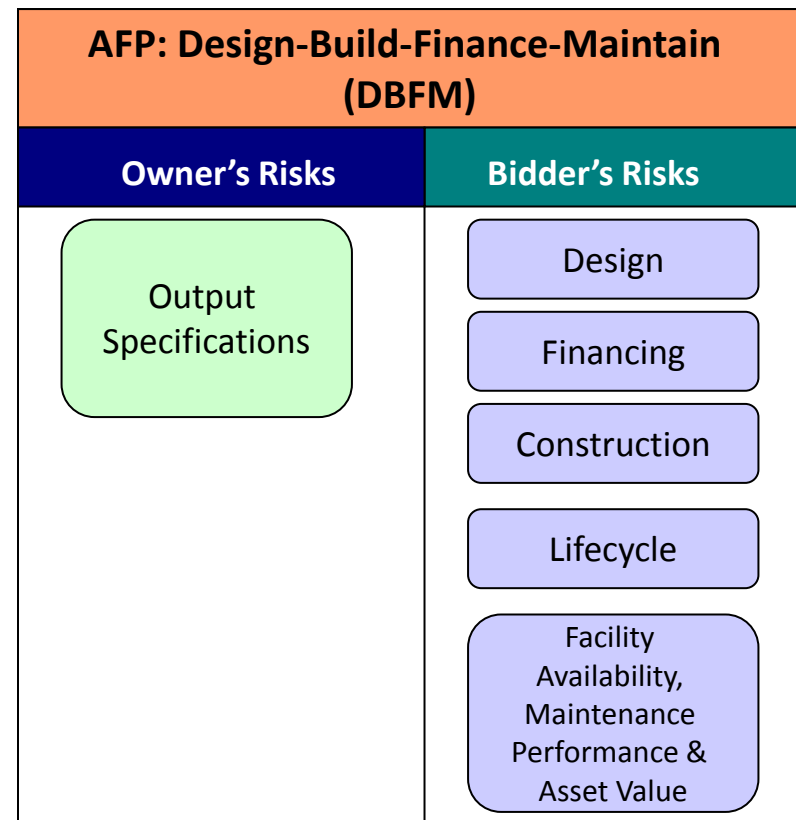 AFP: Design-Build-Finance-Maintain
(DBFM)
Owner’s Risks
Bidder’s Risks
Output
Specifications
Design
Financing
Construction
Lifecycle
Facility
Availability,
Maintenance
Performance &
Asset Value